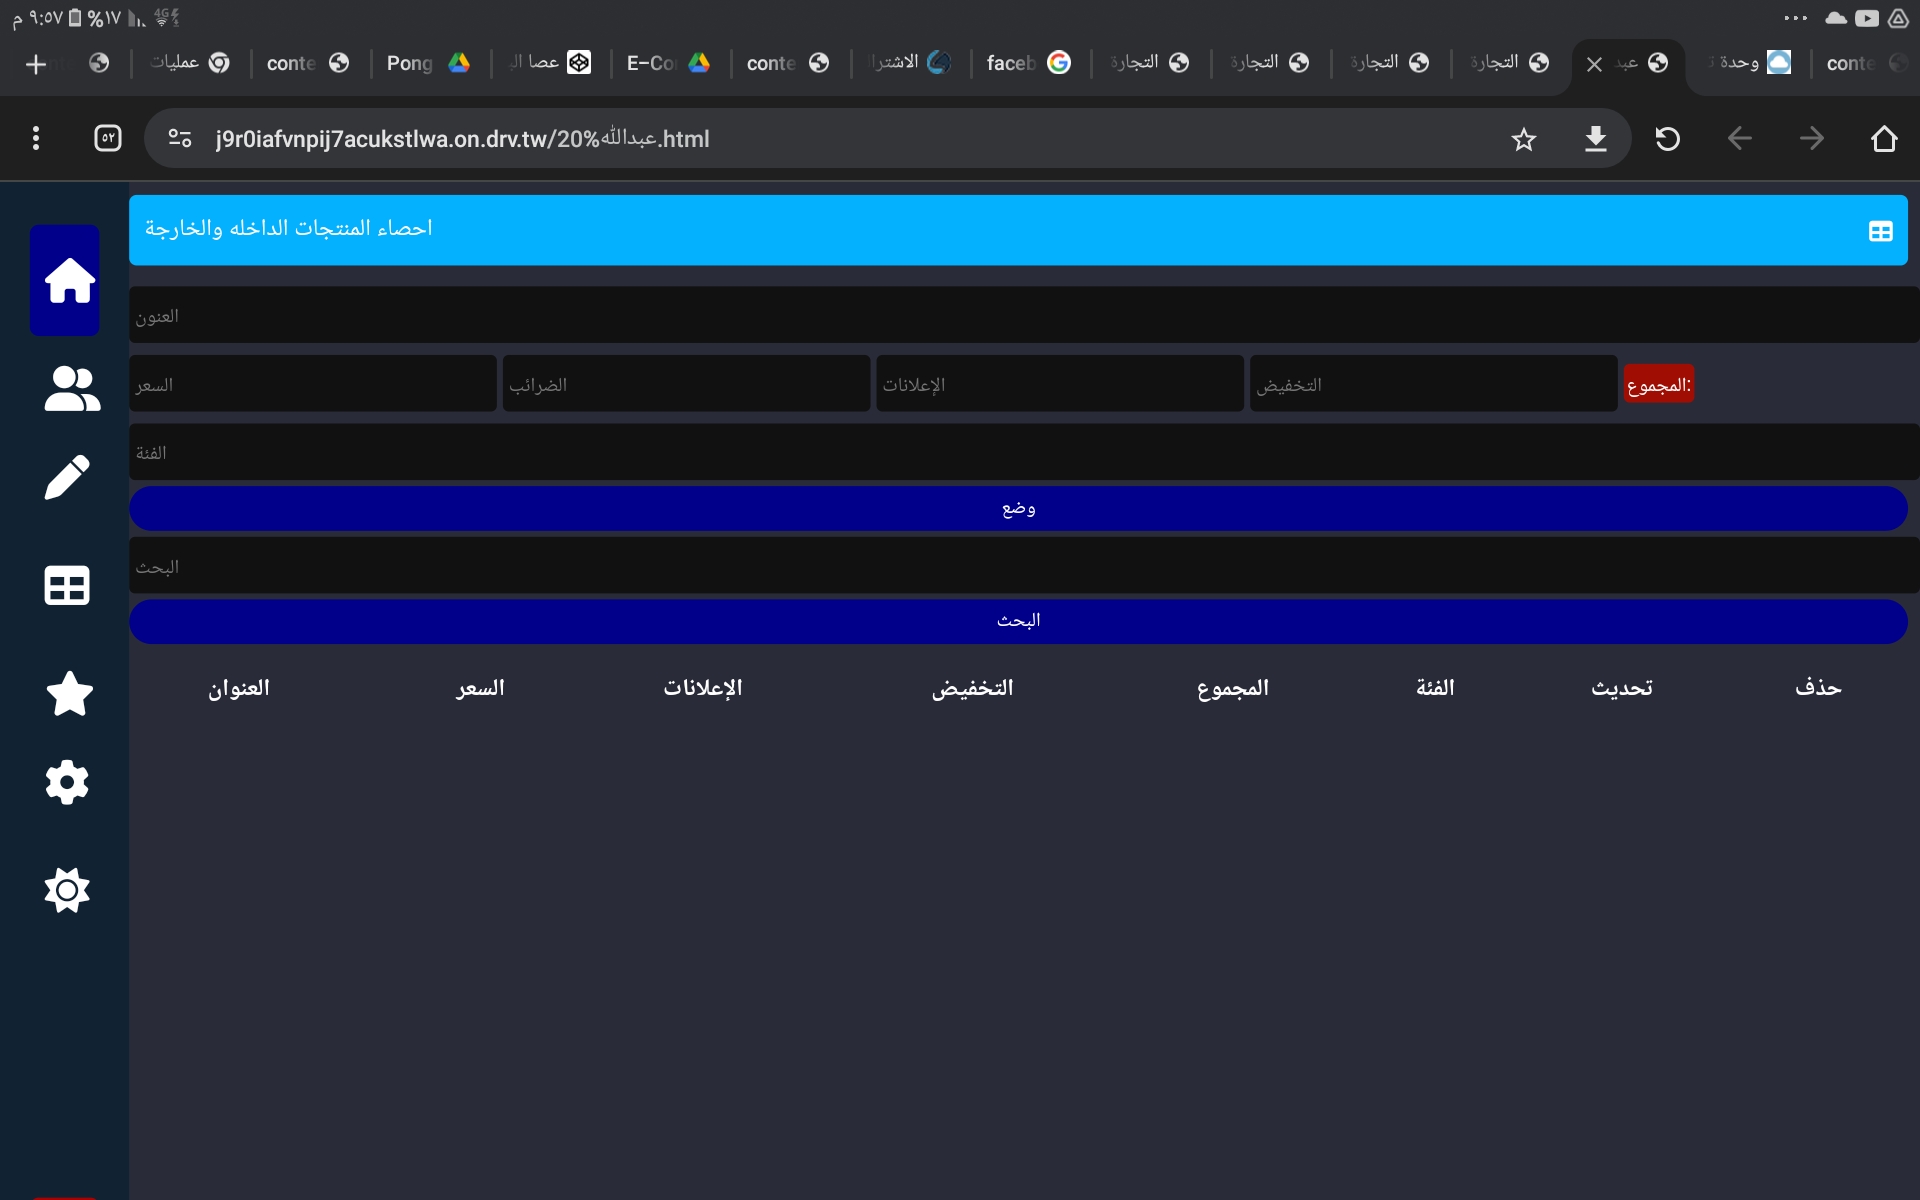 ٩:٥٧ م ١٧% 4G
conte عمليات conte Pong عصا الي E-Co conte الاشترا faceb التجارة التجارة التجارة التجارة عبد وحدة conte
٥٢ j9r0iafvnpij7acukstlwa.on.drv.tw/20%عبدالله.html
احصاء المنتجات الداخله والخارجة
العنون
السعر الضرائب الإعلانات التخفيض المجموع:
الفئة
وضع
البحث
البحث
العنوان السعر الإعلانات التخفيض المجموع الفئة تحديث حذف